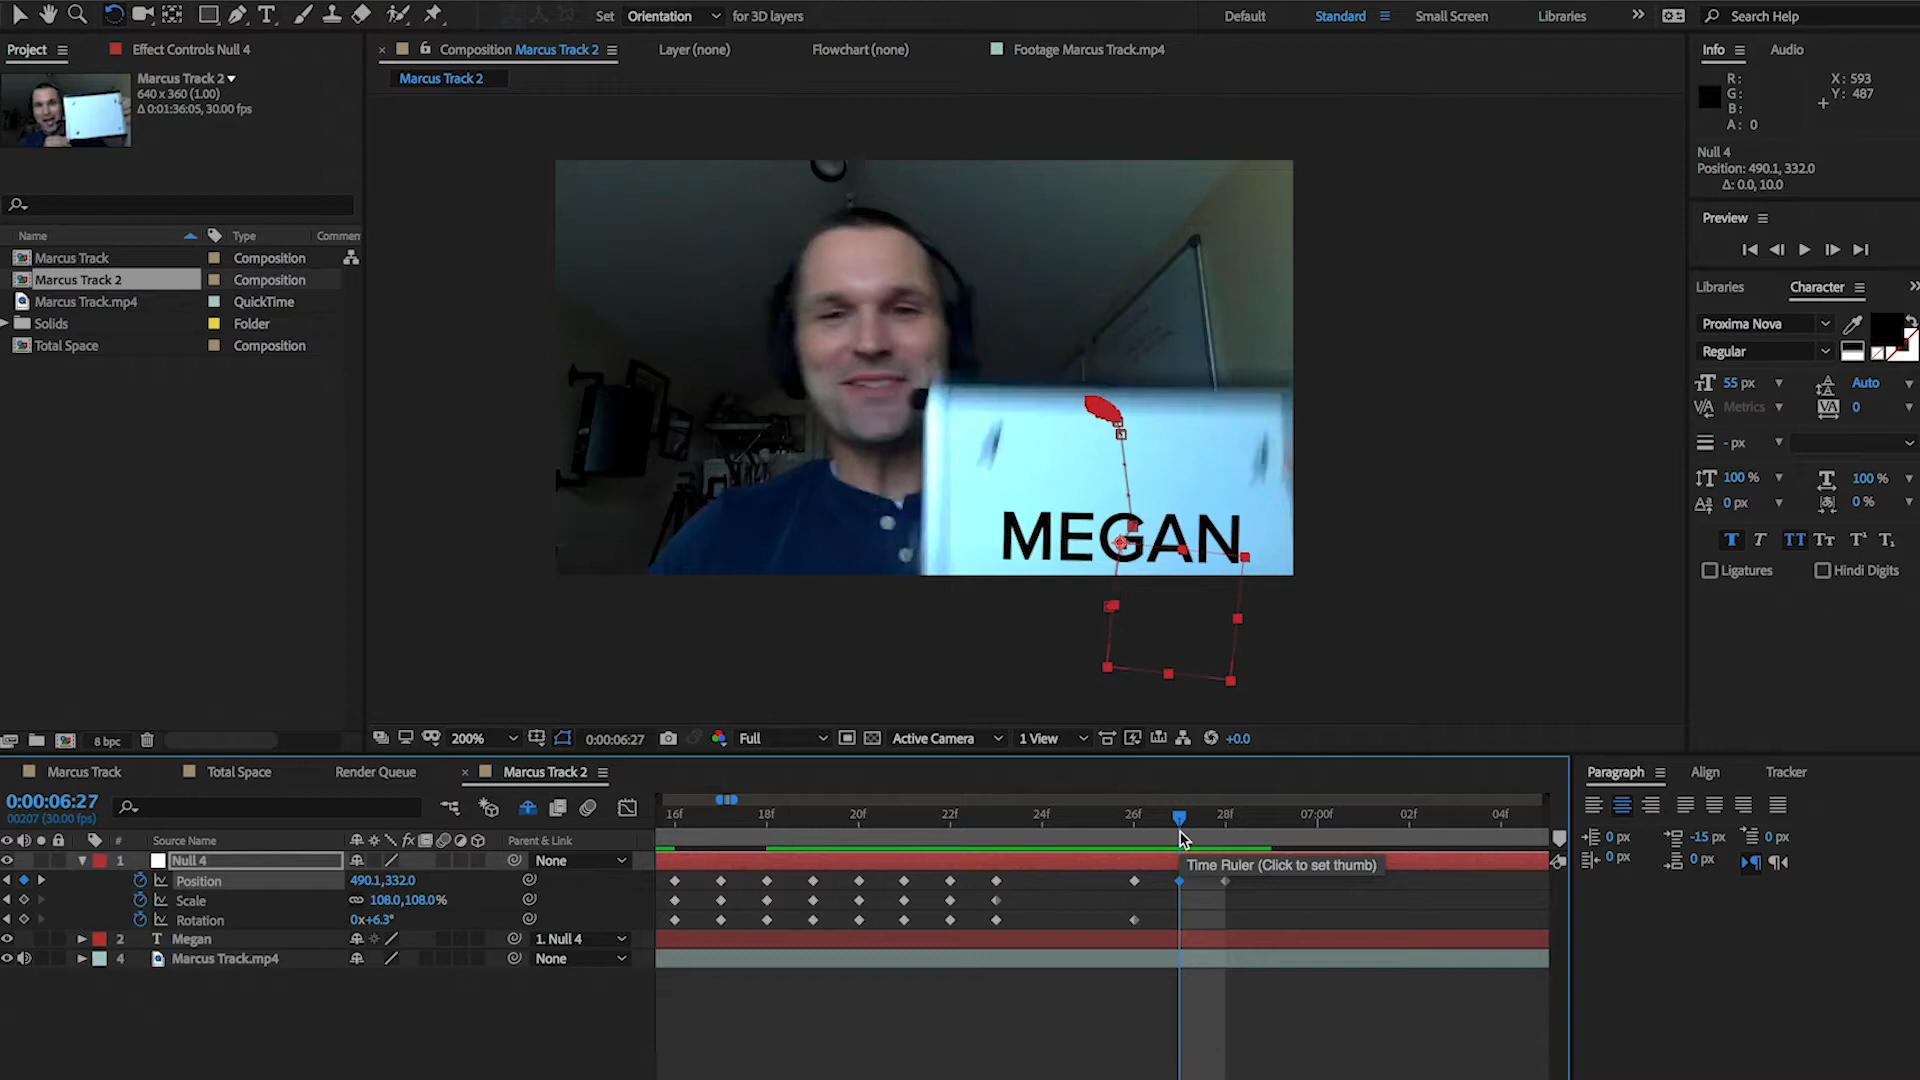 Set Orientation for 3D layers
Default Standard Small Screen Libraries Search Help
Project Effect Controls Null 4
Composition Marcus Track 2 Layer (none) Flowchart (none) Footage Marcus Track.mp4
Info Audio
Marcus Track 2
640 x 360 (1.00)
Δ 0:01:36:05, 30.00 fps
Marcus Track 2
R: X: 593
G: Y: 487
B:
A: 0
Null 4
Position: 490.1, 332.0
Δ: 0.0, 10.0
Preview
Name Type Commen
Marcus Track Composition
Marcus Track 2 Composition
Marcus Track.mp4 QuickTime
Solids Folder
Total Space Composition
Libraries Character
Proxima Nova
Regular
55 px Auto
Metrics 0
- px
100 % 100 %
0 px 0 %
T T TT Tт T¹ T₁
Ligatures Hindi Digits
MEGAN
8 bpc
200% 0:00:06:27 Full Active Camera 1 View +0.0
Marcus Track Total Space Render Queue Marcus Track 2
0:00:06:27
00207 (30.00 fps)
16f 18f 20f 22f 24f 26f 28f 07:00f 02f 04f
# Source Name fx Parent & Link
1 Null 4 None
Time Ruler (Click to set thumb)
Position 490.1,332.0
Scale 108.0,108.0%
Rotation 0x+6.3°
2 T Megan 1. Null 4
4 Marcus Track.mp4 None
Paragraph Align Tracker
0 px -15 px 0 px
0 px 0 px